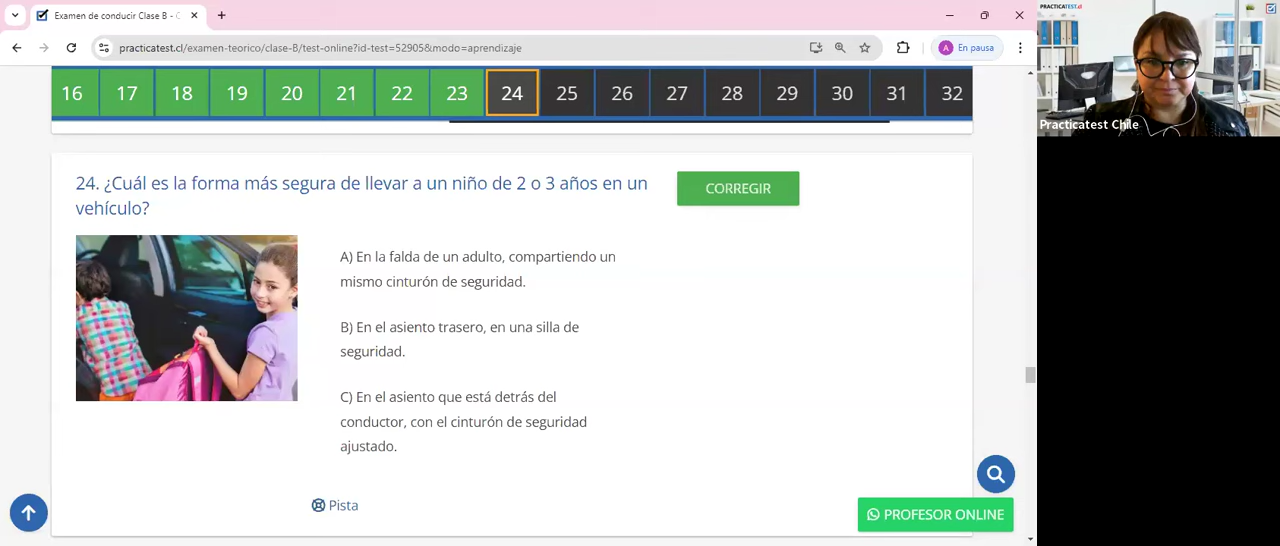 Examen de conducir Clase B - C
practicatest.cl/examen-teorico/clase-B/test-online?id-test=52905&modo=aprendizaje
A
En pausa
PRACTICATEST.cl
Practicatest Chile
16 17 18 19 20 21 22 23 24 25 26 27 28 29 30 31 32
24. ¿Cuál es la forma más segura de llevar a un niño de 2 o 3 años en un
vehículo?
CORREGIR
A) En la falda de un adulto, compartiendo un
mismo cinturón de seguridad.
B) En el asiento trasero, en una silla de
seguridad.
C) En el asiento que está detrás del
conductor, con el cinturón de seguridad
ajustado.
Pista
PROFESOR ONLINE